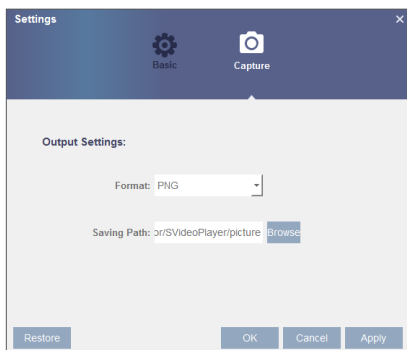 Settings
Basic
Capture
Output Settings:
Format: PNG
Saving Path: or/SVideoPlayer/picture Browse
Restore OK Cancel Apply